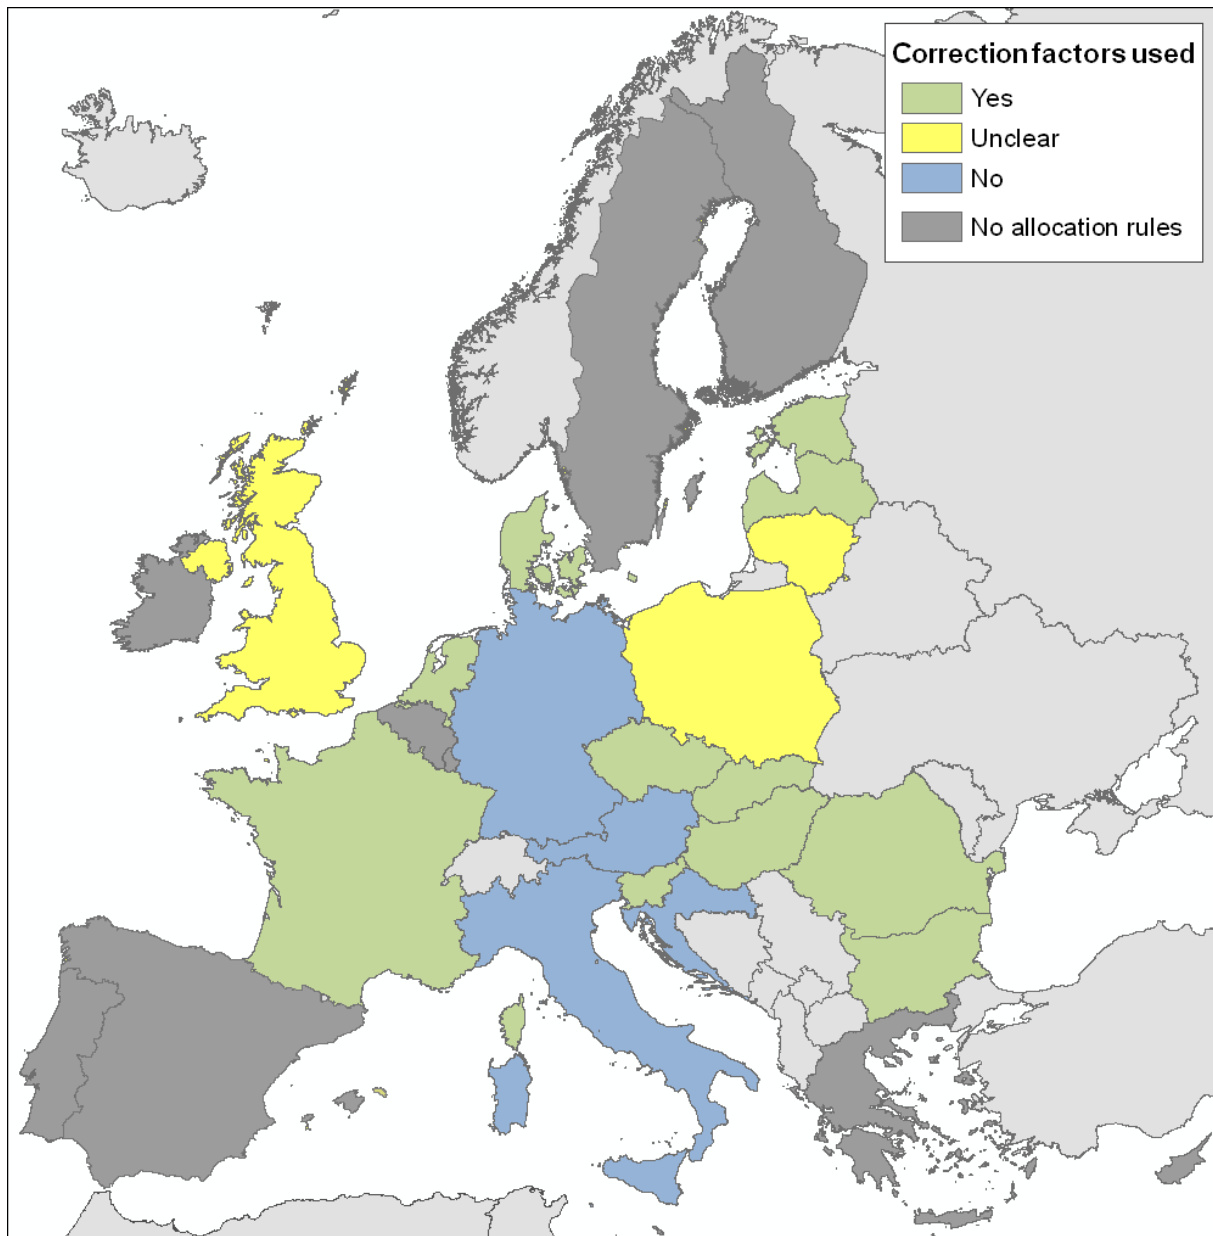 Correction factors used
Yes
Unclear
No
No allocation rules